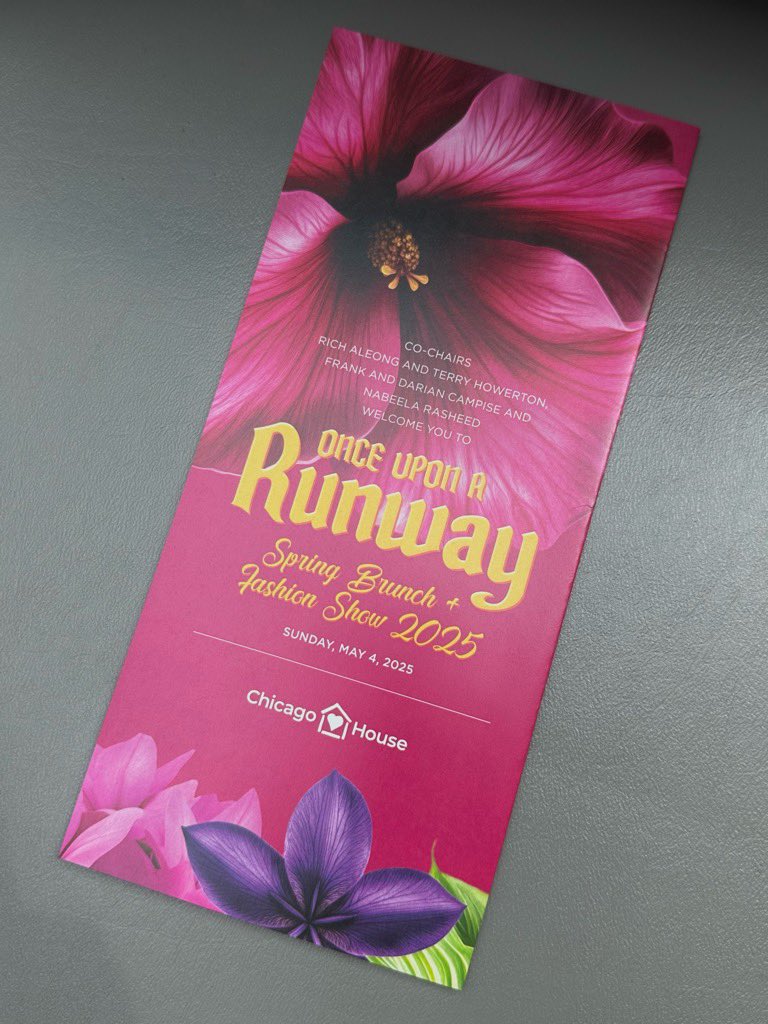 CO-CHAIRS
RICH ALEONG AND TERRY HOWERTON,
FRANK AND DARIAN CAMPISE AND
NABEELA RASHEED
WELCOME YOU TO
ONCE UPON A
Runway
Spring Brunch +
Fashion Show 2025
SUNDAY, MAY 4, 2025
Chicago House